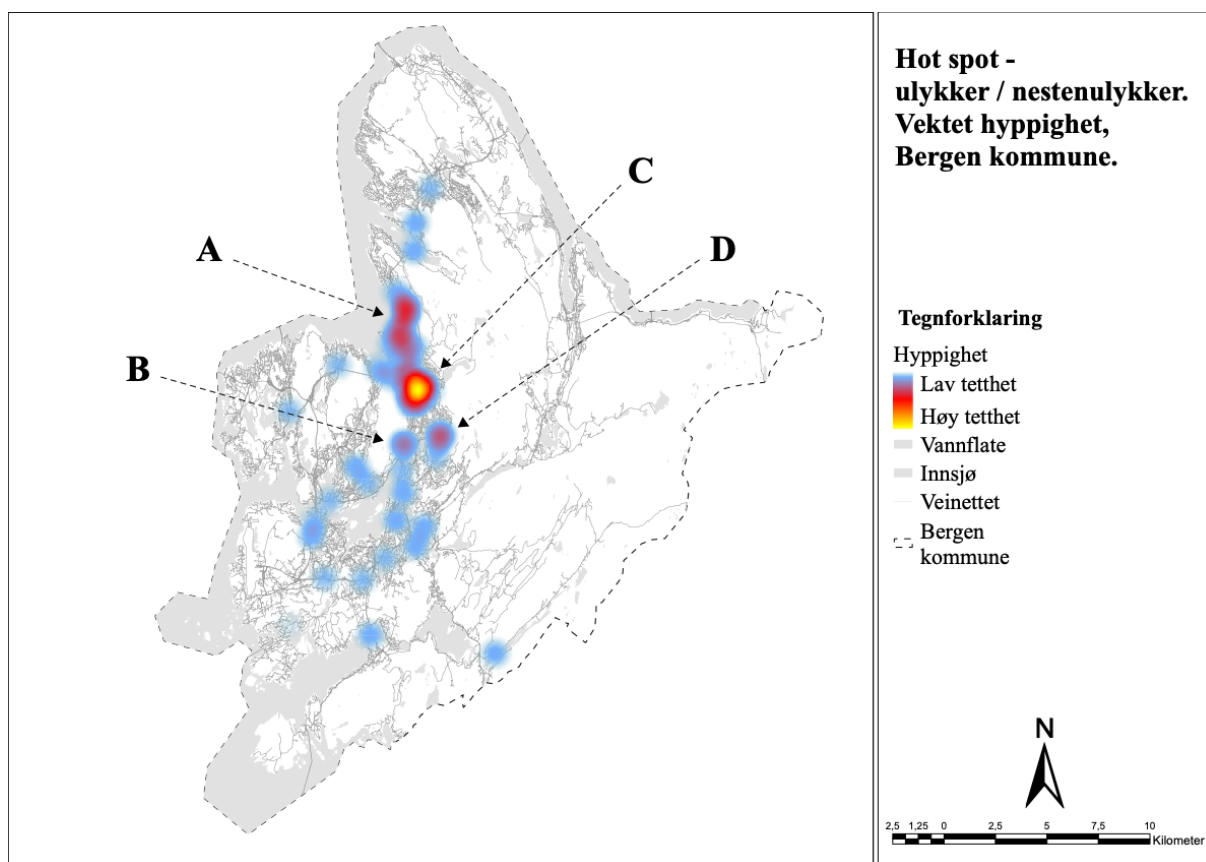 Hot spot -
ulykker / nestenulykker.
Vektet hyppighet,
Bergen kommune.
C
A
D
B
Tegnforklaring
Hyppighet
Lav tetthet
Høy tetthet
Vannflate
Innsjø
Veinettet
Bergen
kommune
N
2,5 1,25 0 2,5 5 7,5 10
Kilometer